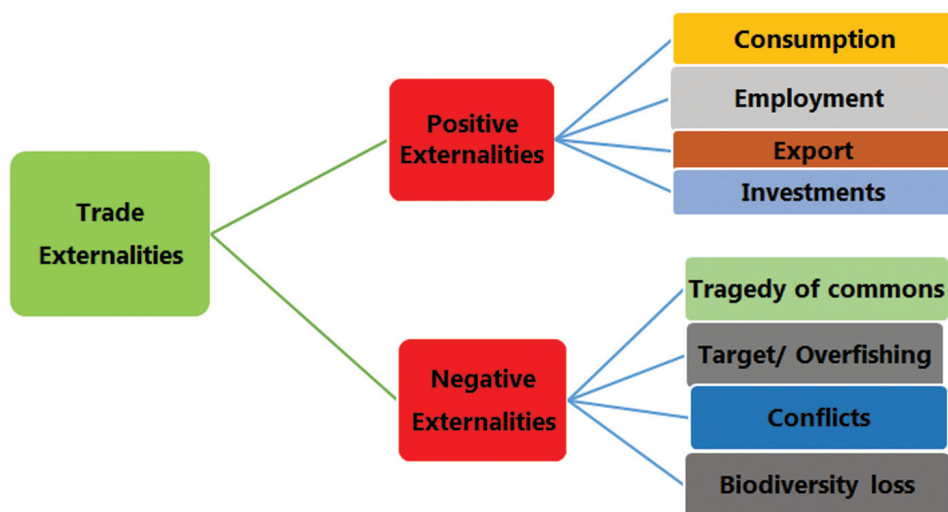 Trade
Externalities
Positive
Externalities
Consumption
Employment
Export
Investments
Negative
Externalities
Tragedy of commons
Target/ Overfishing
Conflicts
Biodiversity loss